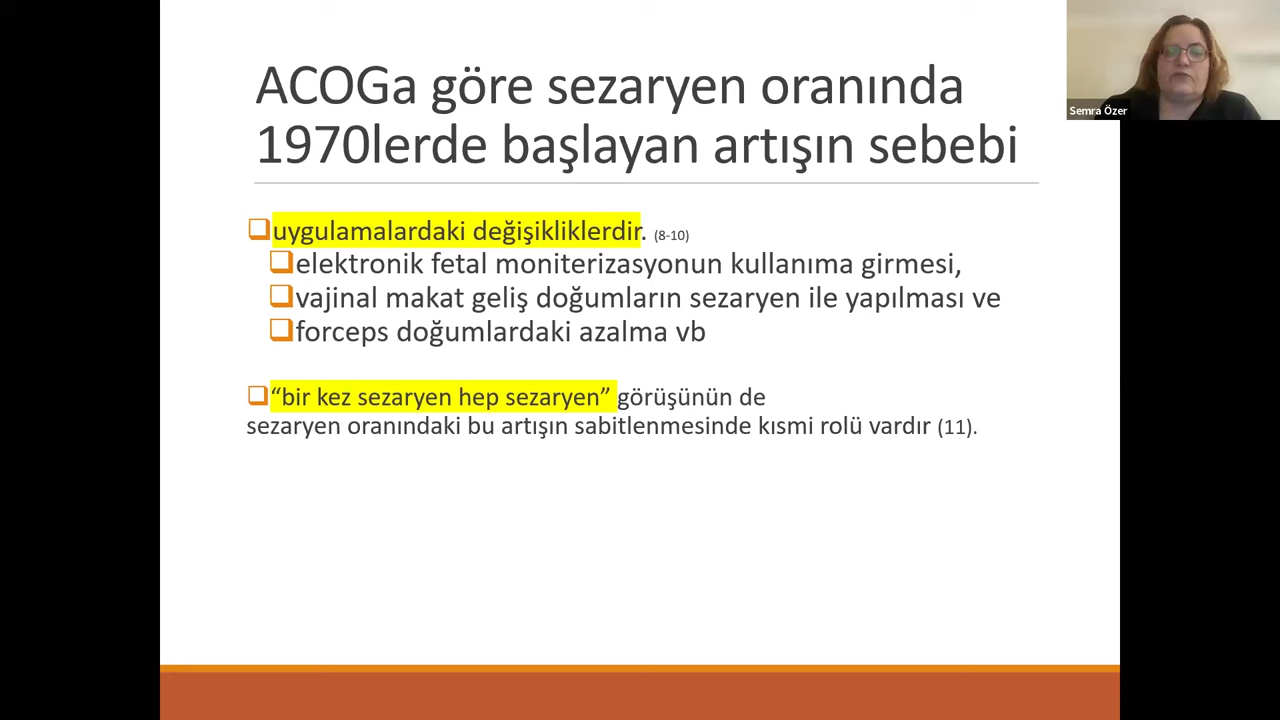 ACOGa göre sezaryen oranında
1970lerde başlayan artışın sebebi
uygulamalardaki değişikliklerdir. (8-10)
elektronik fetal moniterizasyonun kullanıma girmesi,
vajinal makat geliş doğumların sezaryen ile yapılması ve
forceps doğumlardaki azalma vb
“bir kez sezaryen hep sezaryen” görüşünün de
sezaryen oranındaki bu artışın sabitlenmesinde kısmi rolü vardır (11).
Semra Özer